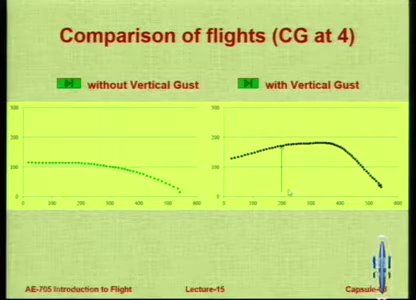 Comparison of flights (CG at 4)
without Vertical Gust
with Vertical Gust
300
200
100
0
0 100 200 300 400 500 600
300
200
100
0
0 100 200 300 400 500 600
AE-705 Introduction to Flight
Lecture-15